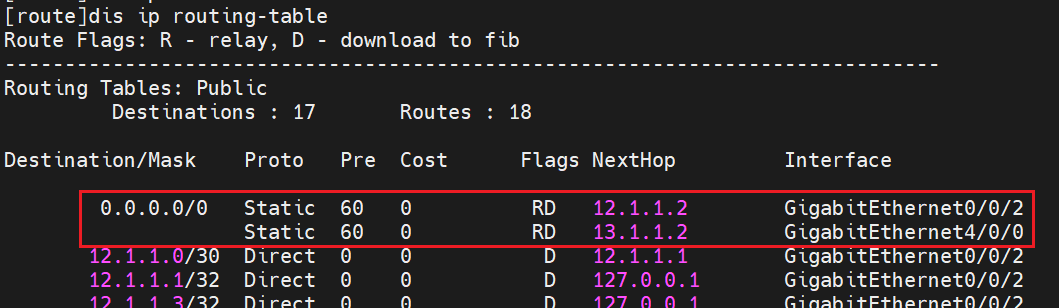 [route]dis ip routing-table
Route Flags: R - relay, D - download to fib
------------------------------------------------------------------------------
Routing Tables: Public
         Destinations : 17       Routes : 18

Destination/Mask    Proto   Pre  Cost      Flags NextHop         Interface

        0.0.0.0/0   Static  60   0          RD   12.1.1.2        GigabitEthernet0/0/2
                    Static  60   0          RD   13.1.1.2        GigabitEthernet4/0/0
       12.1.1.0/30  Direct  0    0           D   12.1.1.1        GigabitEthernet0/0/2
       12.1.1.1/32  Direct  0    0           D   127.0.0.1       GigabitEthernet0/0/2
       12.1.1.3/32  Direct  0    0           D   127.0.0.1       GigabitEthernet0/0/2